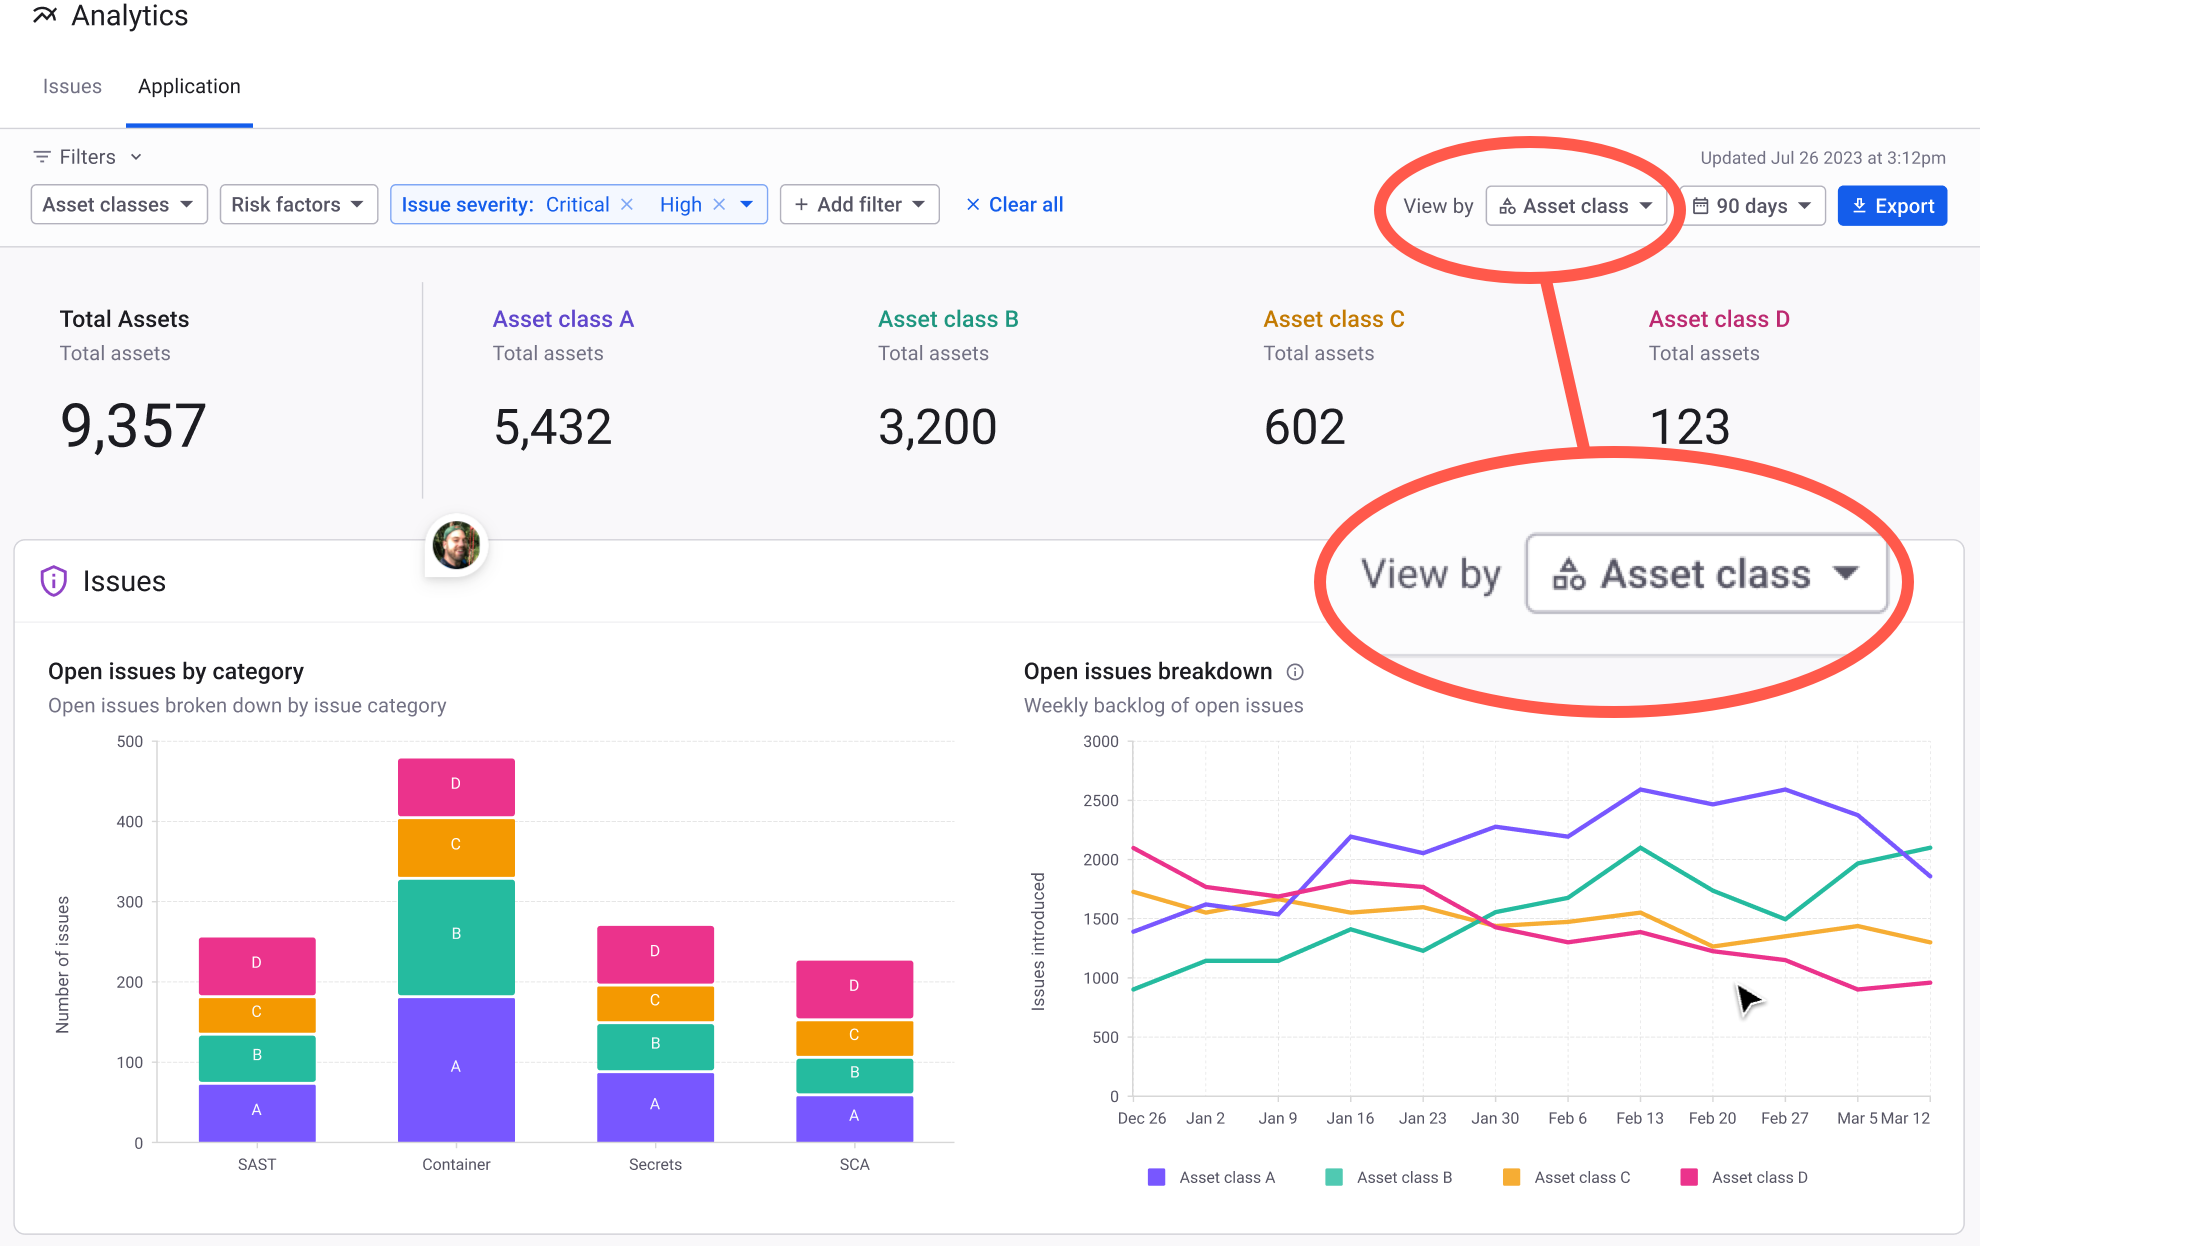 Analytics
Issues Application
Filters
Updated Jul 26 2023 at 3:12pm
Asset classes Risk factors Issue severity: Critical × High × + Add filter × Clear all View by Asset class 90 days Export
Total Assets
Total assets
9,357
Asset class A
Total assets
5,432
Asset class B
Total assets
3,200
Asset class C
Total assets
602
Asset class D
Total assets
123
View by Asset class
Issues
Open issues by category
Open issues broken down by issue category
Number of issues
500
400
300
200
100
0
D
C
B
A
D
C
B
A
D
C
B
A
D
C
B
A
SAST Container Secrets SCA
Open issues breakdown
Weekly backlog of open issues
Issues introduced
3000
2500
2000
1500
1000
500
0
Dec 26 Jan 2 Jan 9 Jan 16 Jan 23 Jan 30 Feb 6 Feb 13 Feb 20 Feb 27 Mar 5 Mar 12
Asset class A Asset class B Asset class C Asset class D